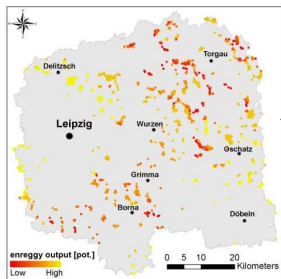 N
Torgau
Delitzsch
Leipzig
Wurzen
Oschatz
Grimma
Borna
Döbeln
enreggy output [pot.]
Low High
0 5 10 20
Kilometers